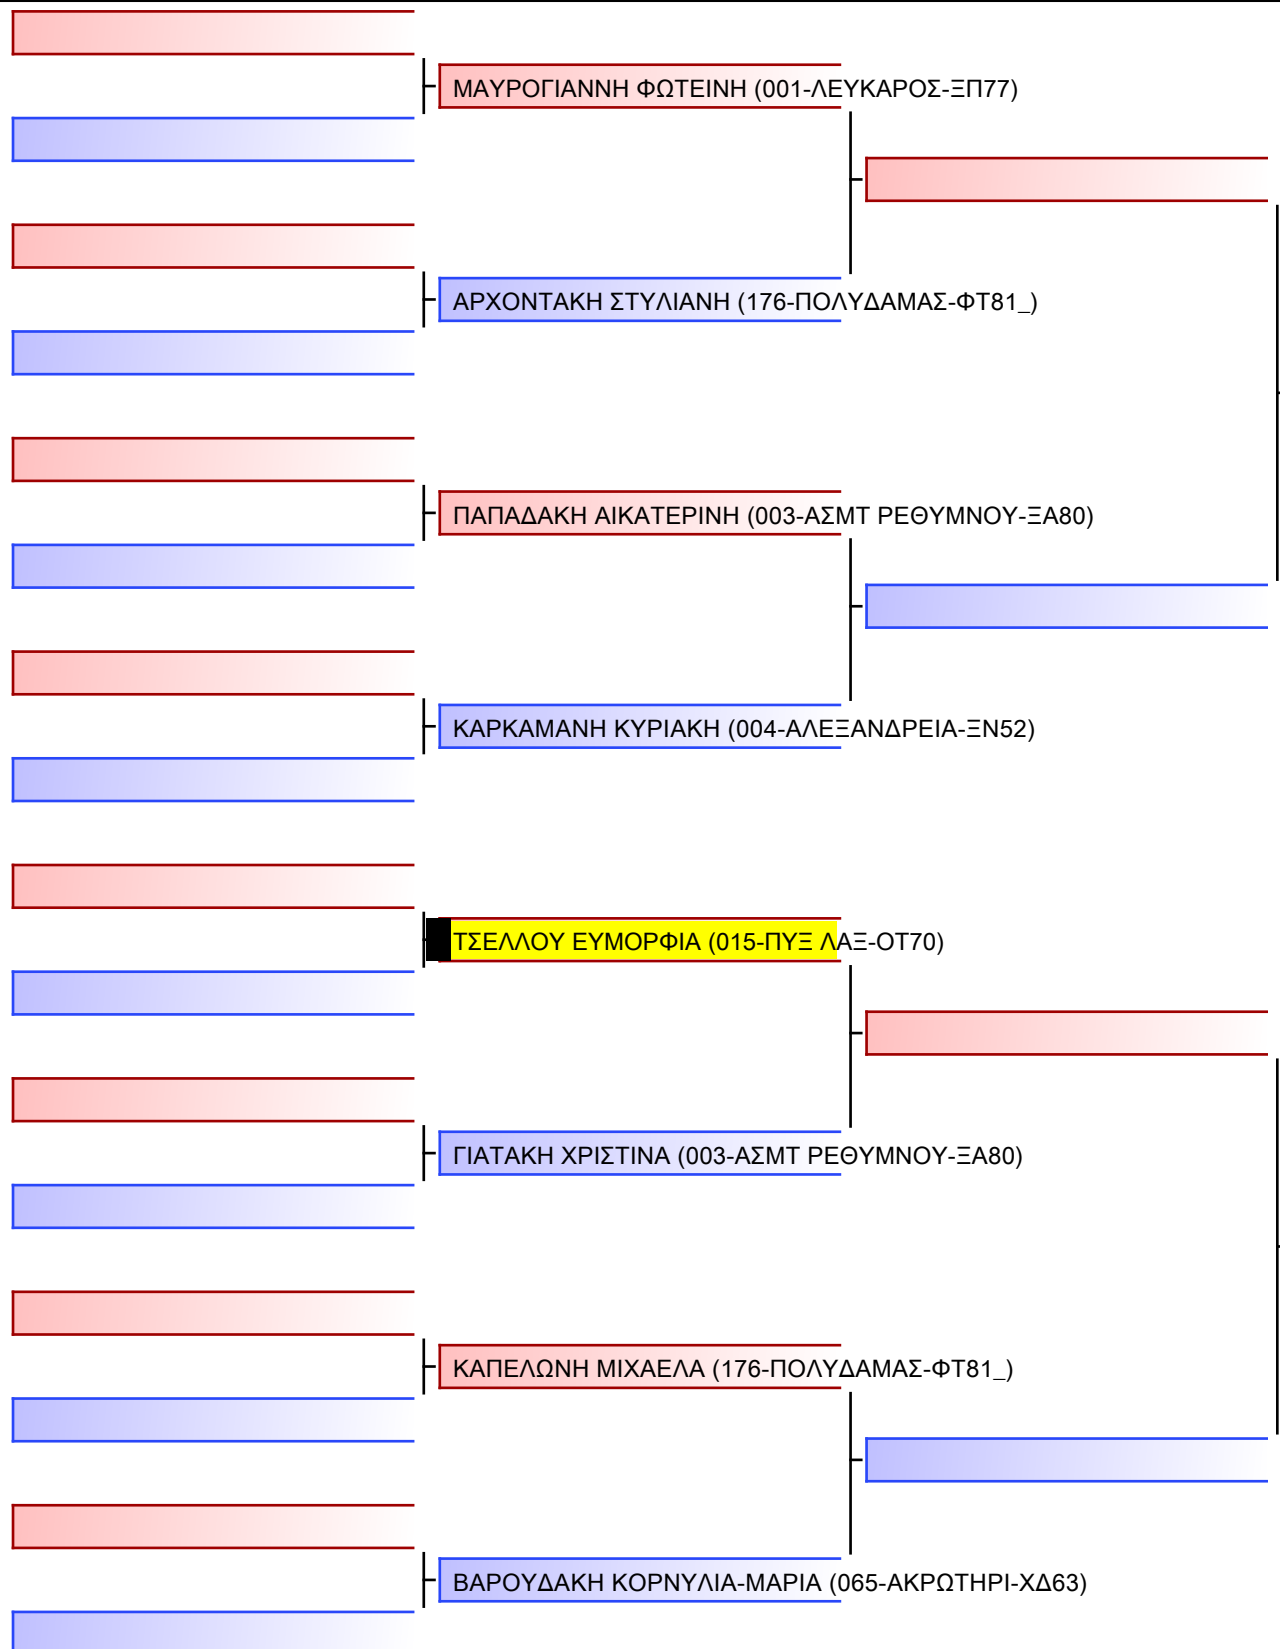 ΜΑΥΡΟΓΙΑΝΝΗ ΦΩΤΕΙΝΗ (001-ΛΕΥΚΑΡΟΣ-ΞΠ77)
ΑΡΧΟΝΤΑΚΗ ΣΤΥΛΙΑΝΗ (176-ΠΟΛΥΔΑΜΑΣ-ΦΤ81_)
ΠΑΠΑΔΑΚΗ ΑΙΚΑΤΕΡΙΝΗ (003-ΑΣΜΤ ΡΕΘΥΜΝΟΥ-ΞΑ80)
ΚΑΡΚΑΜΑΝΗ ΚΥΡΙΑΚΗ (004-ΑΛΕΞΑΝΔΡΕΙΑ-ΞΝ52)
ΤΣΕΛΛΟΥ ΕΥΜΟΡΦΙΑ (015-ΠΥΞ ΛΑΞ-ΟΤ70)
ΓΙΑΤΑΚΗ ΧΡΙΣΤΙΝΑ (003-ΑΣΜΤ ΡΕΘΥΜΝΟΥ-ΞΑ80)
ΚΑΠΕΛΩΝΗ ΜΙΧΑΕΛΑ (176-ΠΟΛΥΔΑΜΑΣ-ΦΤ81_)
ΒΑΡΟΥΔΑΚΗ ΚΟΡΝΥΛΙΑ-ΜΑΡΙΑ (065-ΑΚΡΩΤΗΡΙ-ΧΔ63)